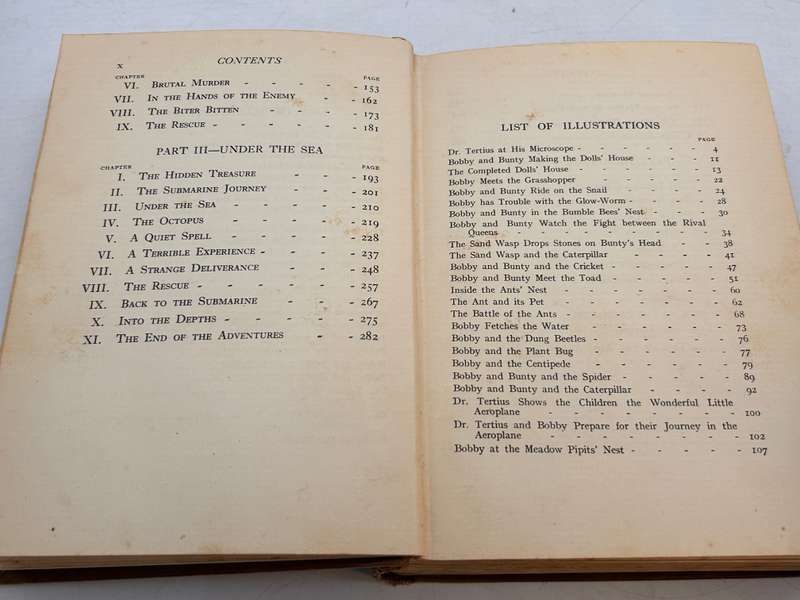 x CONTENTS
CHAPTER PAGE
VI. Brutal Murder - - - - - 153
VII. In the Hands of the Enemy - - 162
VIII. The Biter Bitten - - - - 173
IX. The Rescue - - - - - - 181
PART III—UNDER THE SEA
CHAPTER PAGE
I. The Hidden Treasure - - - 193
II. The Submarine Journey - - - 201
III. Under the Sea - - - - - 210
IV. The Octopus - - - - - 219
V. A Quiet Spell - - - - - 228
VI. A Terrible Experience - - - - 237
VII. A Strange Deliverance - - - 248
VIII. The Rescue - - - - - - 257
IX. Back to the Submarine - - - 267
X. Into the Depths - - - - - 275
XI. The End of the Adventures - - 282
LIST OF ILLUSTRATIONS
PAGE
Dr. Tertius at His Microscope - - - - - - 4
Bobby and Bunty Making the Dolls' House - - - 11
The Completed Dolls' House - - - - - - 13
Bobby Meets the Grasshopper - - - - - 22
Bobby and Bunty Ride on the Snail - - - - 24
Bobby has Trouble with the Glow-Worm - - - - 28
Bobby and Bunty in the Bumble Bees' Nest - - - 30
Bobby and Bunty Watch the Fight between the Rival
Queens - - - - - - - - 34
The Sand Wasp Drops Stones on Bunty's Head - - 38
The Sand Wasp and the Caterpillar - - - - 41
Bobby and Bunty and the Cricket - - - - - 47
Bobby and Bunty Meet the Toad - - - - - 51
Inside the Ants' Nest - - - - - - - 60
The Ant and its Pet - - - - - - - 62
The Battle of the Ants - - - - - - - 68
Bobby Fetches the Water - - - - - - 73
Bobby and the Dung Beetles - - - - - - 76
Bobby and the Plant Bug - - - - - - 77
Bobby and the Centipede - - - - - - 79
Bobby and Bunty and the Spider - - - - - 89
Bobby and Bunty and the Caterpillar - - - - 92
Dr. Tertius Shows the Children the Wonderful Little
Aeroplane - - - - - - - - 100
Dr. Tertius and Bobby Prepare for their Journey in the
Aeroplane - - - - - - - - 102
Bobby at the Meadow Pipits' Nest - - - - - 107